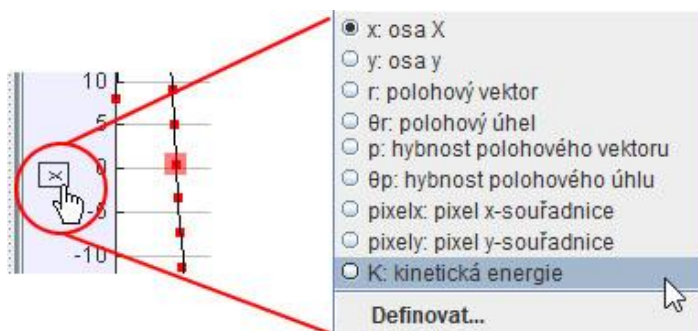 10
5
0
-5
-10
x
x: osa X
y: osa y
r: polohový vektor
θr: polohový úhel
p: hybnost polohového vektoru
θp: hybnost polohového úhlu
pixelx: pixel x-souřadnice
pixely: pixel y-souřadnice
K: kinetická energie
Definovat...